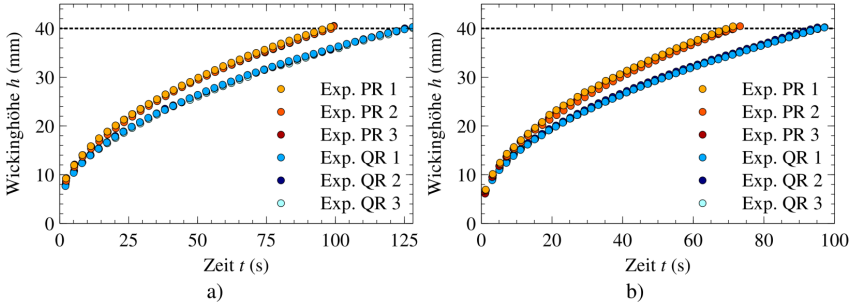 a)
Wickinghöhe h (mm)
50
40
30
20
10
0
0 25 50 75 100 125
Zeit t (s)
Exp. PR 1
Exp. PR 2
Exp. PR 3
Exp. QR 1
Exp. QR 2
Exp. QR 3
b)
Wickinghöhe h (mm)
50
40
30
20
10
0
0 20 40 60 80 100
Zeit t (s)
Exp. PR 1
Exp. PR 2
Exp. PR 3
Exp. QR 1
Exp. QR 2
Exp. QR 3